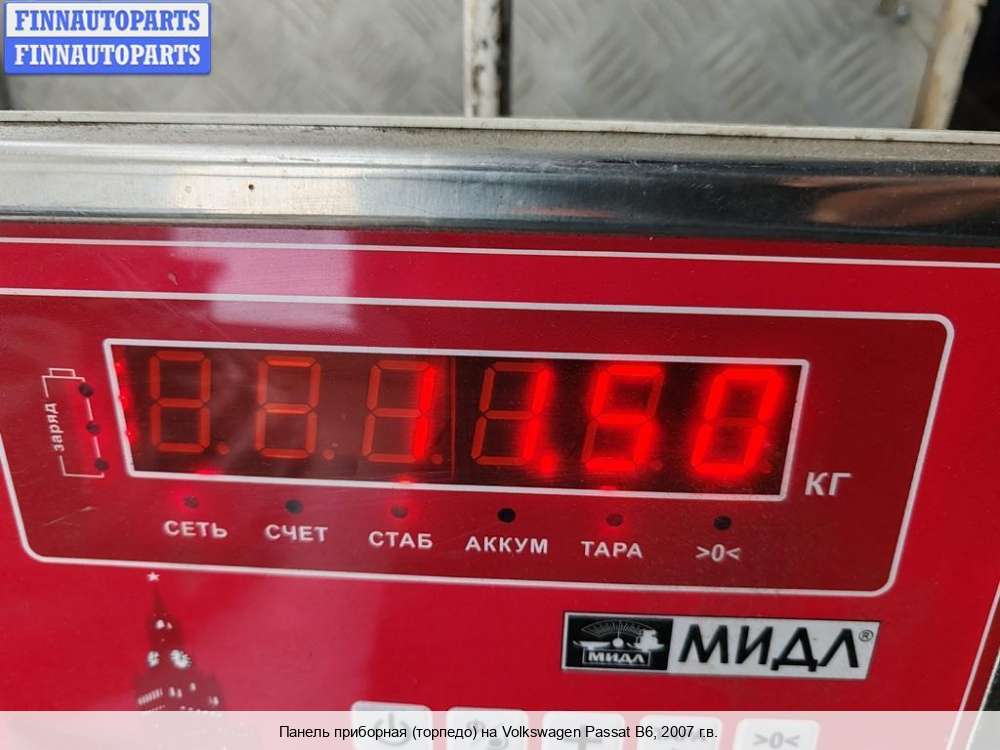 FINNAUTOPARTS
FINNAUTOPARTS
заряд
11.50
КГ
СЕТЬ СЧЕТ СТАБ АККУМ ТАРА >0<
МИДЛ МИДЛ®
>0<
Панель приборная (торпедо) на Volkswagen Passat B6, 2007 г.в.